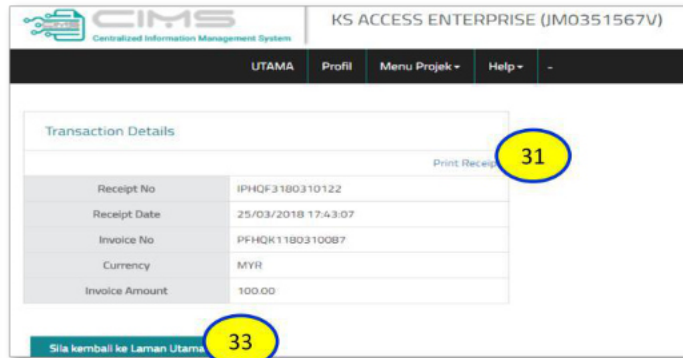 CIMS
Centralized Information Management System
KS ACCESS ENTERPRISE (JM0351567V)
UTAMA Profil Menu Projek Help -
Transaction Details
Print Receipt 31
Receipt No IPHQF3180310122
Receipt Date 25/03/2018 17:43:07
Invoice No PFHQK1180310087
Currency MYR
Invoice Amount 100.00
Sila kembali ke Laman Utama 33